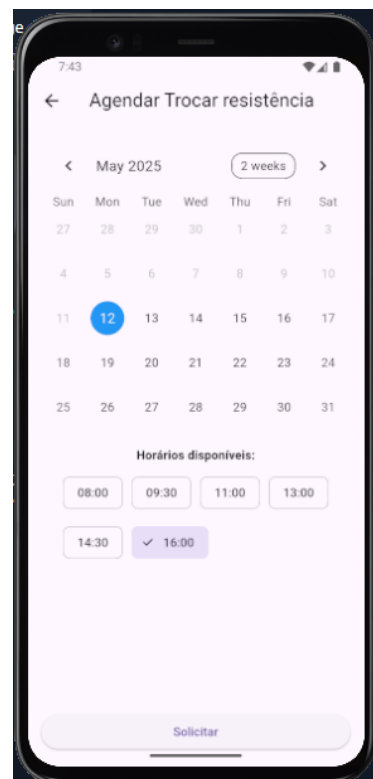 7:43
Agendar Trocar resistência
May 2025 2 weeks
Sun Mon Tue Wed Thu Fri Sat
27 28 29 30 1 2 3
4 5 6 7 8 9 10
11 12 13 14 15 16 17
18 19 20 21 22 23 24
25 26 27 28 29 30 31
Horários disponíveis:
08:00 09:30 11:00 13:00
14:30 16:00
Solicitar